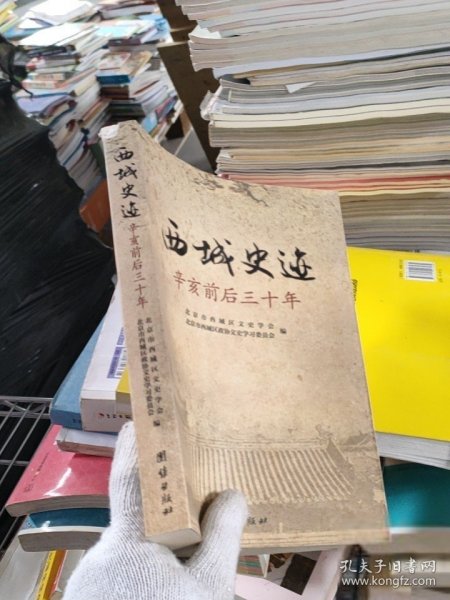 西城史迹
辛亥前后三十年
北京市西城区文史学会
北京市西城区政协文史学习委员会
编
团结出版社
西城史迹
辛亥前后三十年
北京市西城区文史学会
北京市西城区政协文史学习委员会
编
出版社
孔夫子旧书网
www.kongfz.com